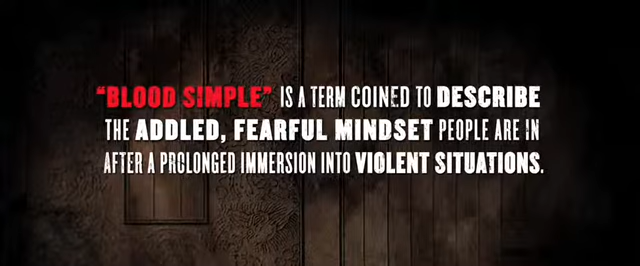 “BLOOD SIMPLE” IS A TERM COINED TO DESCRIBE
THE ADDLED, FEARFUL MINDSET PEOPLE ARE IN
AFTER A PROLONGED IMMERSION INTO VIOLENT SITUATIONS.